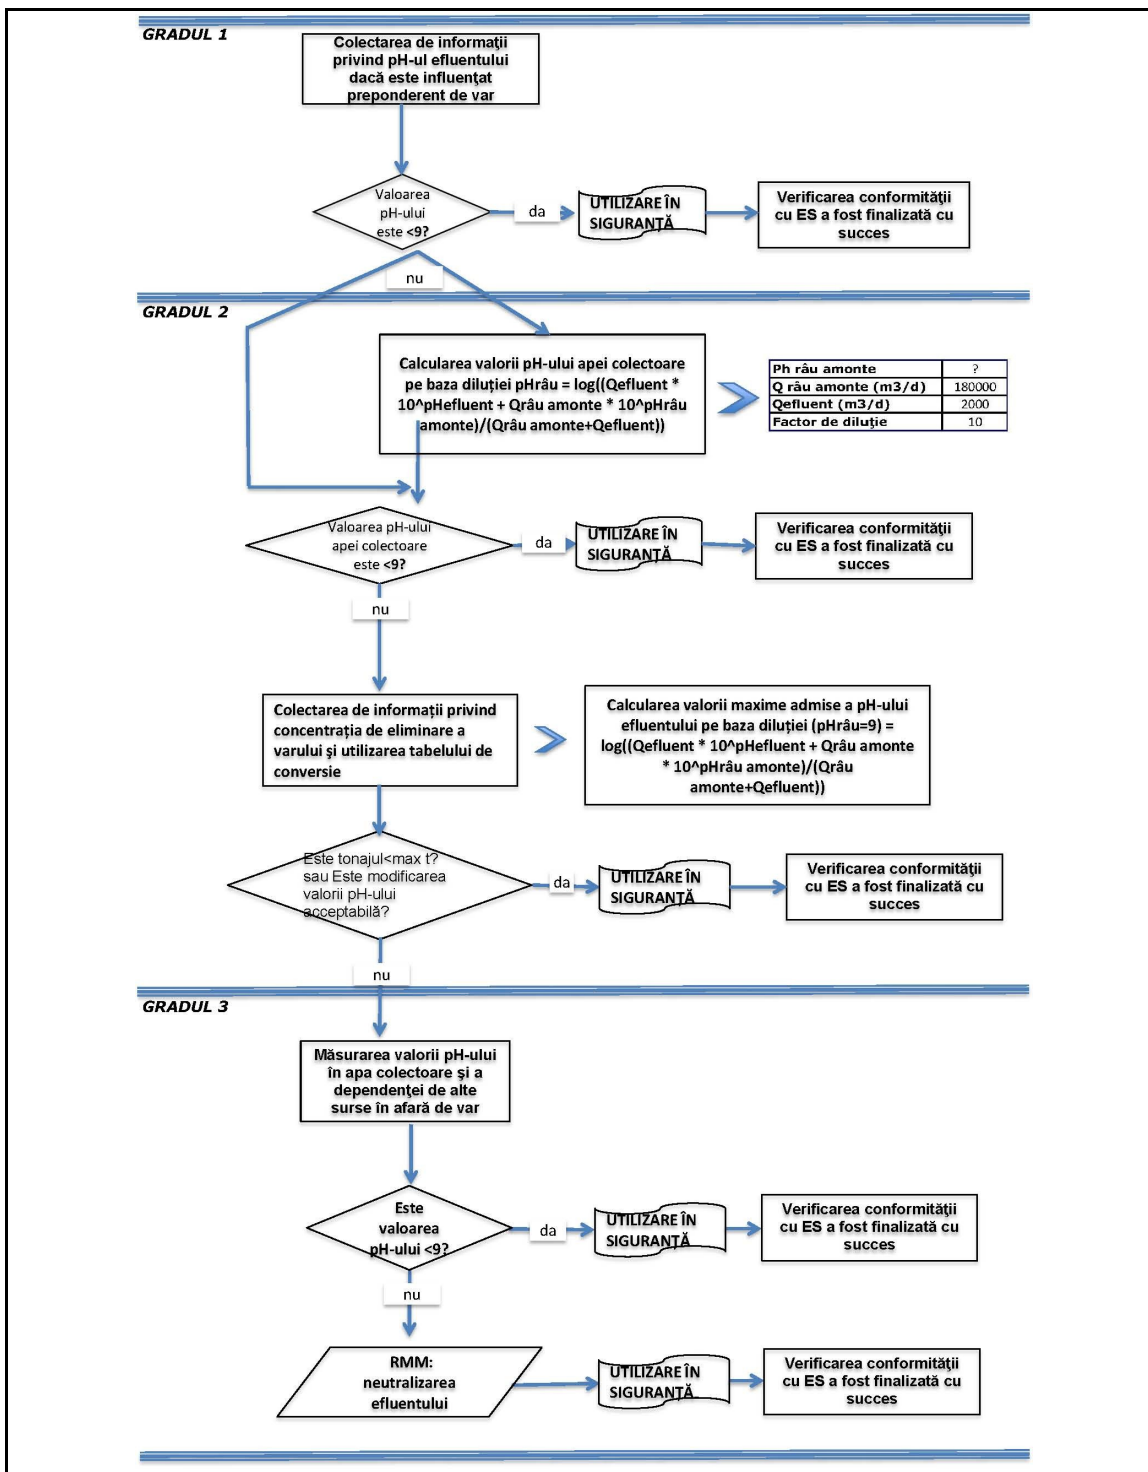 GRADUL 1
Colectarea de informaţii
privind pH-ul efluentului
dacă este influenţat
preponderent de var
Valoarea
pH-ului
este <9?
da
UTILIZARE ÎN
SIGURANȚĂ
Verificarea conformităţii
cu ES a fost finalizată cu
succes
nu
GRADUL 2
Calcularea valorii pH-ului apei colectoare
pe baza diluției pHrâu = log((Qefluent *
10^pHefluent + Qrâu amonte * 10^pHrâu
amonte)/(Qrâu amonte+Qefluent))
Ph râu amonte ?
Q râu amonte (m3/d) 180000
Qefluent (m3/d) 2000
Factor de diluţie 10
Valoarea pH-ului
apei colectoare
este <9?
da
UTILIZARE ÎN
SIGURANȚĂ
Verificarea conformităţii
cu ES a fost finalizată cu
succes
nu
Colectarea de informații privind
concentrația de eliminare a
varului şi utilizarea tabelului de
conversie
Calcularea valorii maxime admise a pH-ului
efluentului pe baza diluției (pHrâu=9) =
log((Qefluent * 10^pHefluent + Qrâu amonte
* 10^pHrâu amonte)/(Qrâu
amonte+Qefluent))
Este tonajul<max t?
sau Este modificarea
valorii pH-ului
acceptabilă?
da
UTILIZARE ÎN
SIGURANȚĂ
Verificarea conformităţii
cu ES a fost finalizată cu
succes
nu
GRADUL 3
Măsurarea valorii pH-ului
în apa colectoare şi a
dependenţei de alte
surse în afară de var
Este
valoarea
pH-ului <9?
da
UTILIZARE ÎN
SIGURANȚĂ
Verificarea conformităţii
cu ES a fost finalizată cu
succes
nu
RMM:
neutralizarea
efluentului
UTILIZARE ÎN
SIGURANȚĂ
Verificarea conformităţii
cu ES a fost finalizată cu
succes